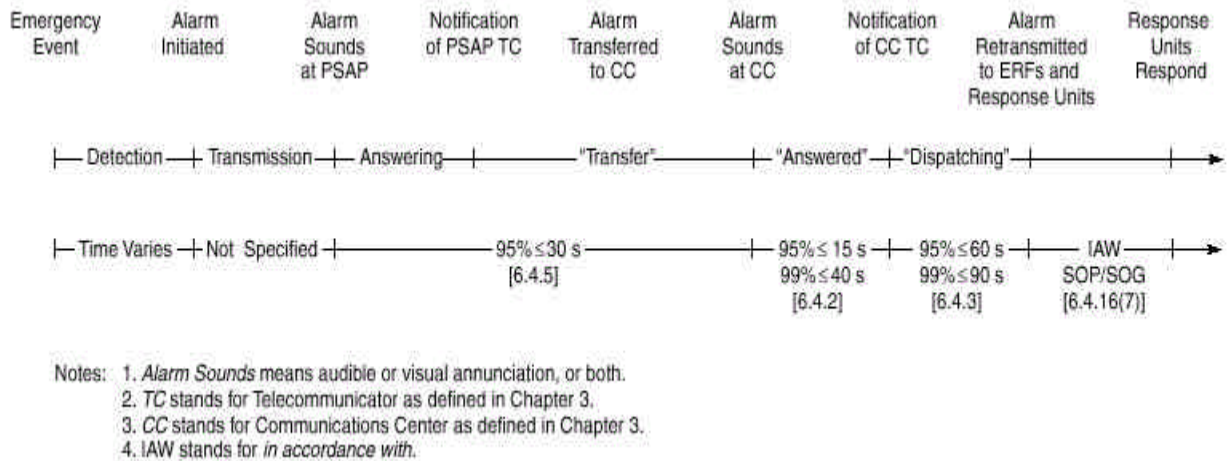 Emergency Event
Alarm Initiated
Alarm Sounds at PSAP
Notification of PSAP TC
Alarm Transferred to CC
Alarm Sounds at CC
Notification of CC TC
Alarm Retransmitted to ERFs and Response Units
Response Units Respond
Detection
Transmission
Answering
"Transfer"
"Answered"
"Dispatching"
Time Varies
Not Specified
95%≤30 s
[6.4.5]
95%≤ 15 s
99%≤40 s
[6.4.2]
95%≤60 s
99%≤90 s
[6.4.3]
IAW
SOP/SOG
[6.4.16(7)]
Notes: 1. Alarm Sounds means audible or visual annunciation, or both.
2. TC stands for Telecommunicator as defined in Chapter 3.
3. CC stands for Communications Center as defined in Chapter 3.
4. IAW stands for in accordance with.